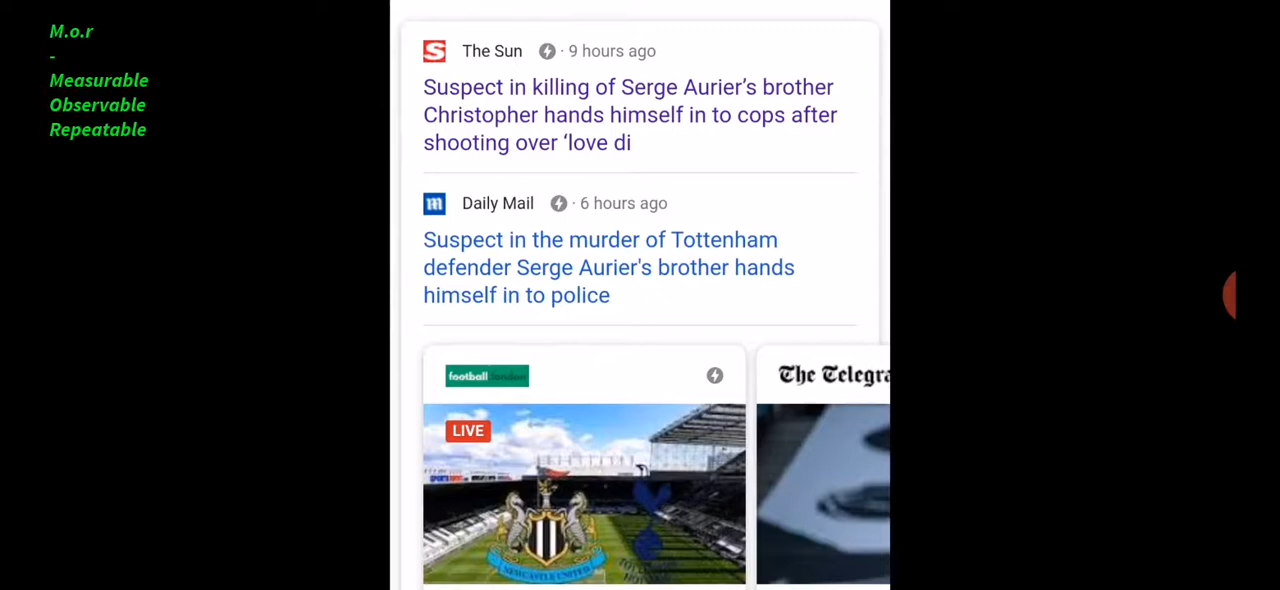 M.o.r
-
Measurable
Observable
Repeatable
The Sun · 9 hours ago
Suspect in killing of Serge Aurier’s brother
Christopher hands himself in to cops after
shooting over ‘love di
Daily Mail · 6 hours ago
Suspect in the murder of Tottenham
defender Serge Aurier's brother hands
himself in to police
football london
The Telegra
LIVE
NEWCASTLE UNITED